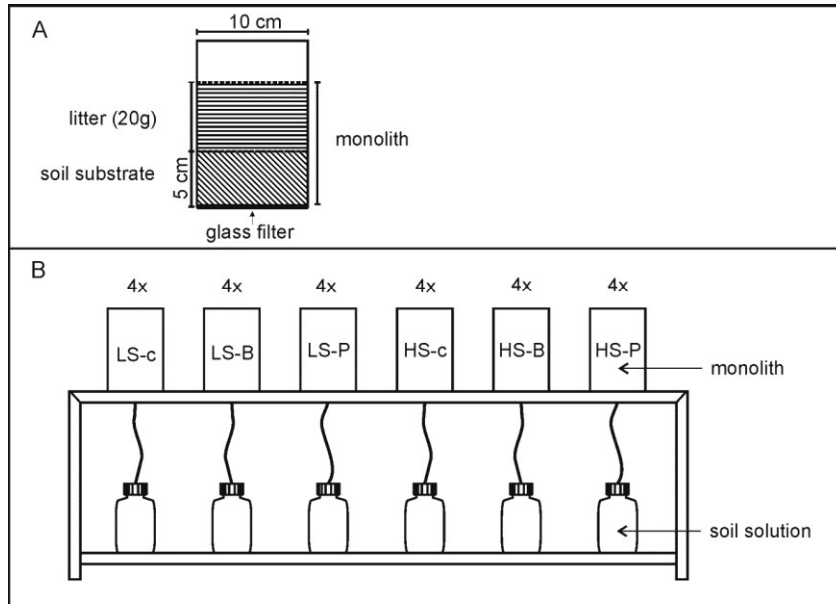 A
10 cm
litter (20g)
monolith
soil substrate
5 cm
glass filter
B
4x 4x 4x 4x 4x 4x
LS-c LS-B LS-P HS-c HS-B HS-P
monolith
soil solution